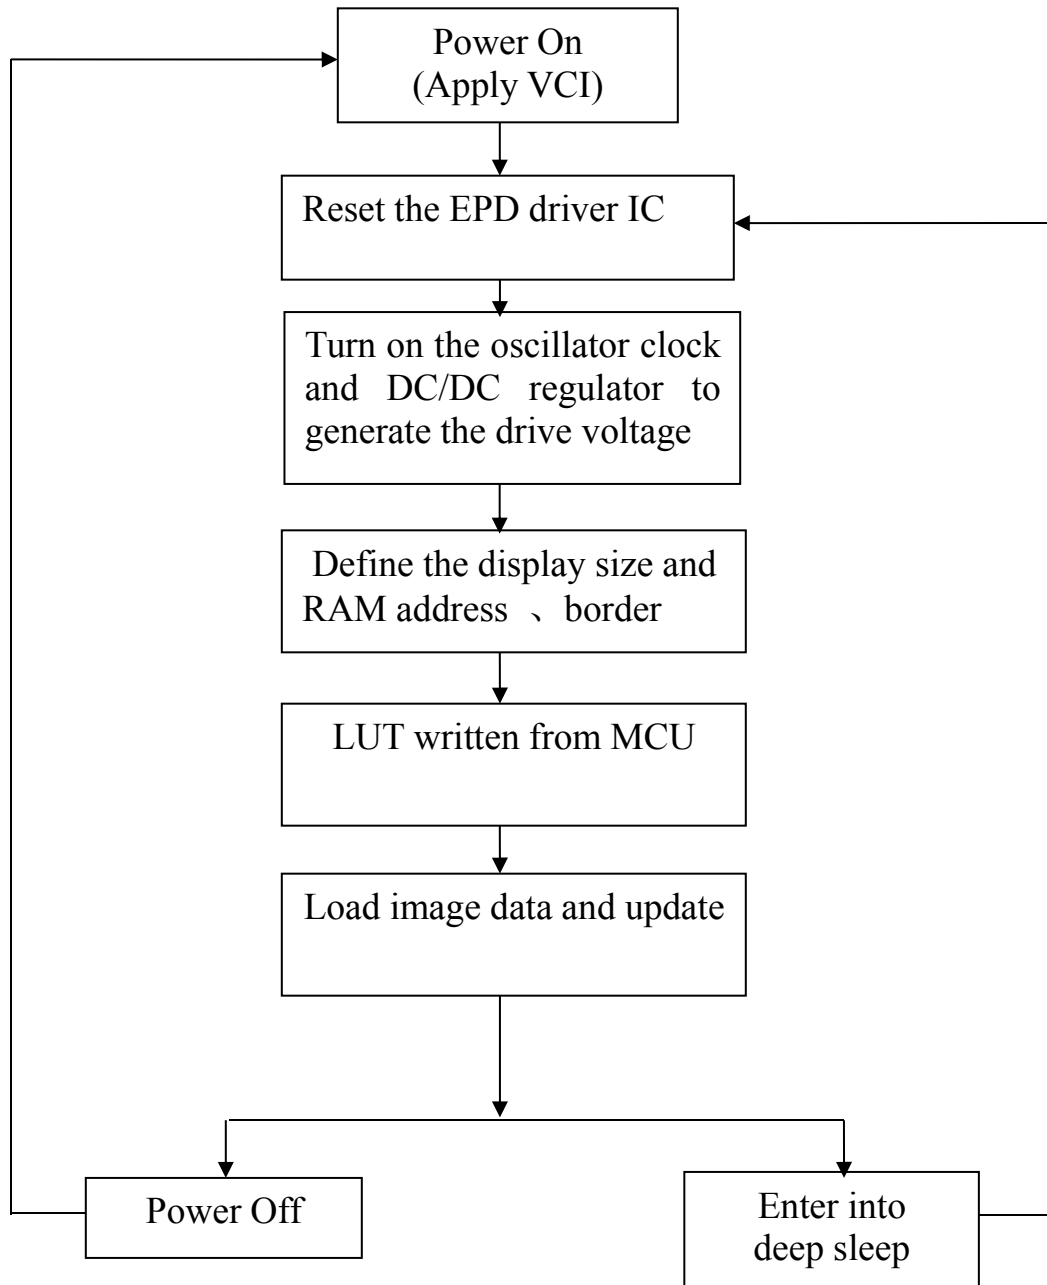 Power On
(Apply VCI)
Reset the EPD driver IC
Turn on the oscillator clock
and DC/DC regulator to
generate the drive voltage
Define the display size and
RAM address 、border
LUT written from MCU
Load image data and update
Power Off
Enter into
deep sleep